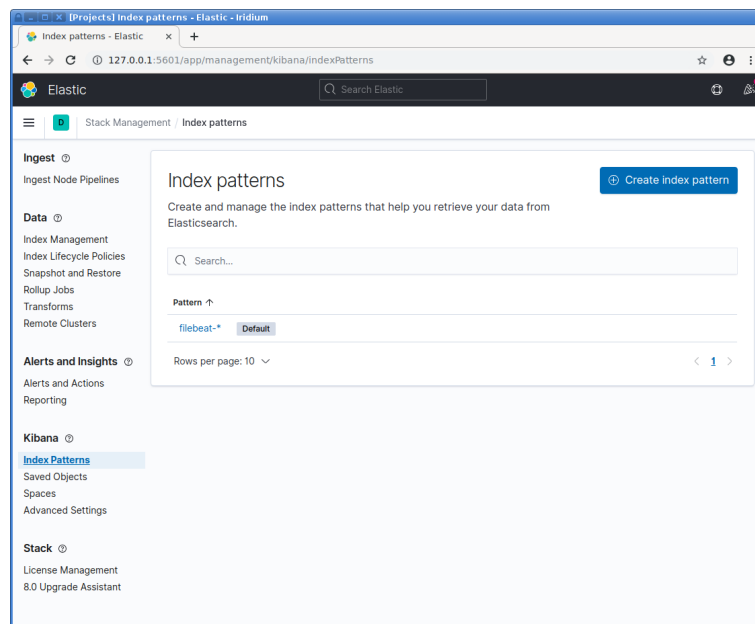 [Projects] Index patterns - Elastic - Iridium
Index patterns - Elastic
127.0.0.1:5601/app/management/kibana/indexPatterns
Elastic
Search Elastic
D
Stack Management / Index patterns
Ingest
Ingest Node Pipelines
Data
Index Management
Index Lifecycle Policies
Snapshot and Restore
Rollup Jobs
Transforms
Remote Clusters
Alerts and Insights
Alerts and Actions
Reporting
Kibana
Index Patterns
Saved Objects
Spaces
Advanced Settings
Stack
License Management
8.0 Upgrade Assistant
Index patterns
Create index pattern
Create and manage the index patterns that help you retrieve your data from
Elasticsearch.
Search...
Pattern
filebeat-* Default
Rows per page: 10
1